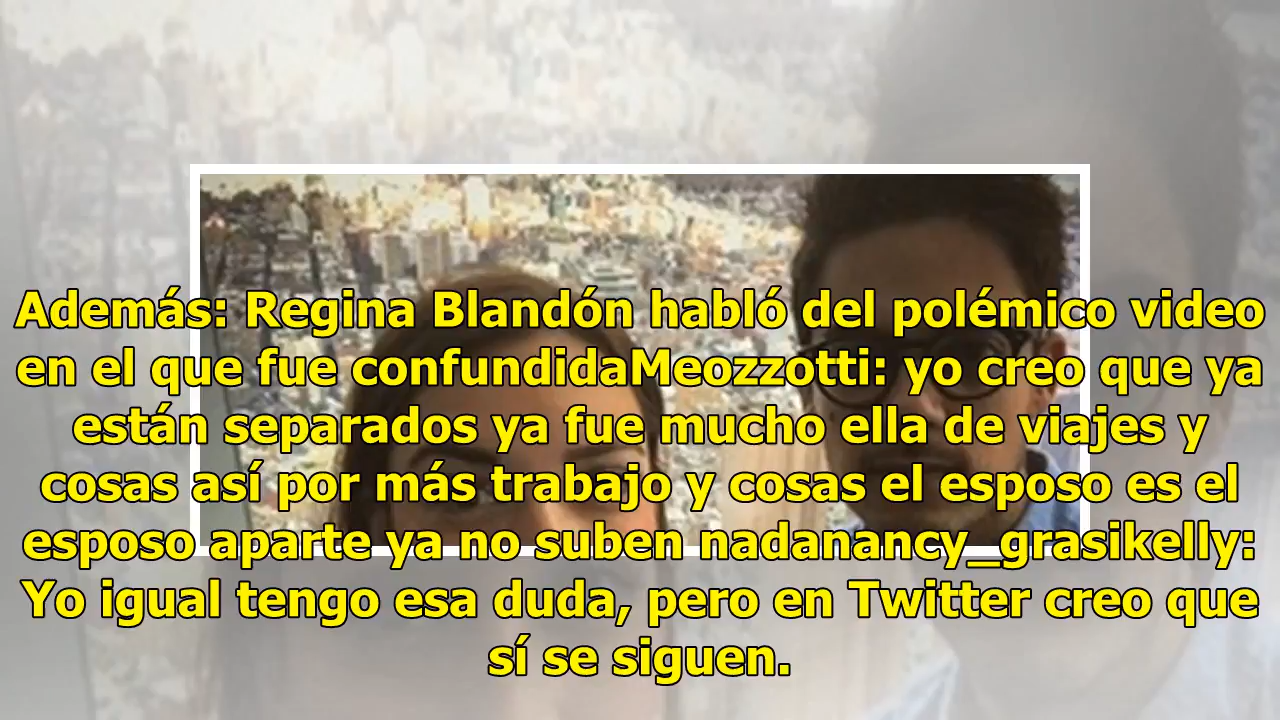 Además: Regina Blandón habló del polémico video
en el que fue confundidaMeozzotti: yo creo que ya
están separados ya fue mucho ella de viajes y
cosas así por más trabajo y cosas el esposo es el
esposo aparte ya no suben nadanancy_grasikelly:
Yo igual tengo esa duda, pero en Twitter creo que
sí se siguen.